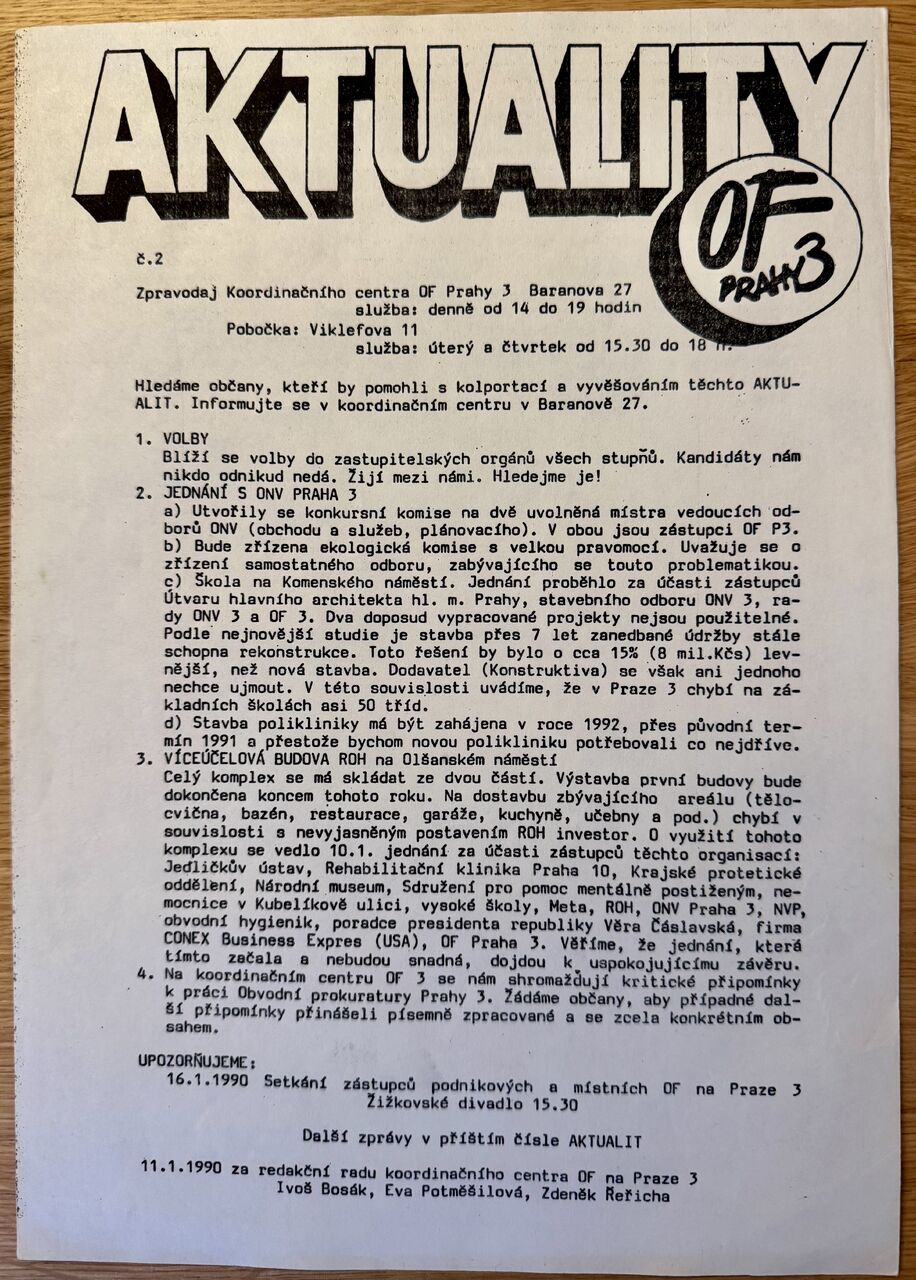 AKTUALITY
OF
PRAHY 3
č.2
Zpravodaj Koordinačního centra OF Prahy 3 Baranova 27
služba: denně od 14 do 19 hodin
Pobočka: Viklefova 11
služba: úterý a čtvrtek od 15.30 do 18 h.
Hledáme občany, kteří by pomohli s kolportací a vyvěšováním těchto AKTU-
ALIT. Informujte se v koordinačním centru v Baranově 27.
1. VOLBY
Blíží se volby do zastupitelských orgánů všech stupňů. Kandidáty nám
nikdo odnikud nedá. Žijí mezi námi. Hledejme je!
2. JEDNÁNÍ S ONV PRAHA 3
a) Utvořily se konkursní komise na dvě uvolněná místra vedoucích od-
borů ONV (obchodu a služeb, plánovacího). V obou jsou zástupci OF P3.
b) Bude zřízena ekologická komise s velkou pravomocí. Uvažuje se o
zřízení samostatného odboru, zabývajícího se touto problematikou.
c) Škola na Komenského náměstí. Jednání proběhlo za účasti zástupců
Útvaru hlavního architekta hl. m. Prahy, stavebního odboru ONV 3, ra-
dy ONV 3 a OF 3. Dva doposud vypracované projekty nejsou použitelné.
Podle nejnovější studie je stavba přes 7 let zanedbané údržby stále
schopna rekonstrukce. Toto řešení by bylo o cca 15% (8 mil.Kčs) lev-
nější, než nová stavba. Dodavatel (Konstruktiva) se však ani jednoho
nechce ujmout. V této souvislosti uvádíme, že v Praze 3 chybí na zá-
kladních školách asi 50 tříd.
d) Stavba polikliniky má být zahájena v roce 1992, přes původní ter-
mín 1991 a přestože bychom novou polikliniku potřebovali co nejdříve.
3. VÍCEÚČELOVÁ BUDOVA ROH na Olšanském náměstí
Celý komplex se má skládat ze dvou částí. Výstavba první budovy bude
dokončena koncem tohoto roku. Na dostavbu zbývajícího areálu (tělo-
cvična, bazén, restaurace, garáže, kuchyně, učebny a pod.) chybí v
souvislosti s nevyjasněným postavením ROH investor. O využití tohoto
komplexu se vedlo 10.1. jednání za účasti zástupců těchto organisací:
Jedličkův ústav, Rehabilitační klinika Praha 10, Krajské protetické
oddělení, Národní museum, Sdružení pro pomoc mentálně postiženým, ne-
mocnice v Kubelíkově ulici, vysoké školy, Meta, ROH, ONV Praha 3, NVP,
obvodní hygienik, poradce presidenta republiky Věra Čáslavská, firma
CONEX Business Expres (USA), OF Praha 3. Věříme, že jednání, která
tímto začala a nebudou snadná, dojdou k uspokojujícímu závěru.
4. Na koordinačním centru OF 3 se nám shromažďují kritické připomínky
k práci Obvodní prokuratury Prahy 3. Žádáme občany, aby případné dal-
ší připomínky přinášeli písemně zpracované a se zcela konkrétním ob-
sahem.
UPOZORŇUJEME:
16.1.1990 Setkání zástupců podnikových a místních OF na Praze 3
Žižkovské divadlo 15.30
Další zprávy v příštím čísle AKTUALIT
11.1.1990 za redakční radu koordinačního centra OF na Praze 3
Ivoš Bosák, Eva Potměšilová, Zdeněk Řeřicha